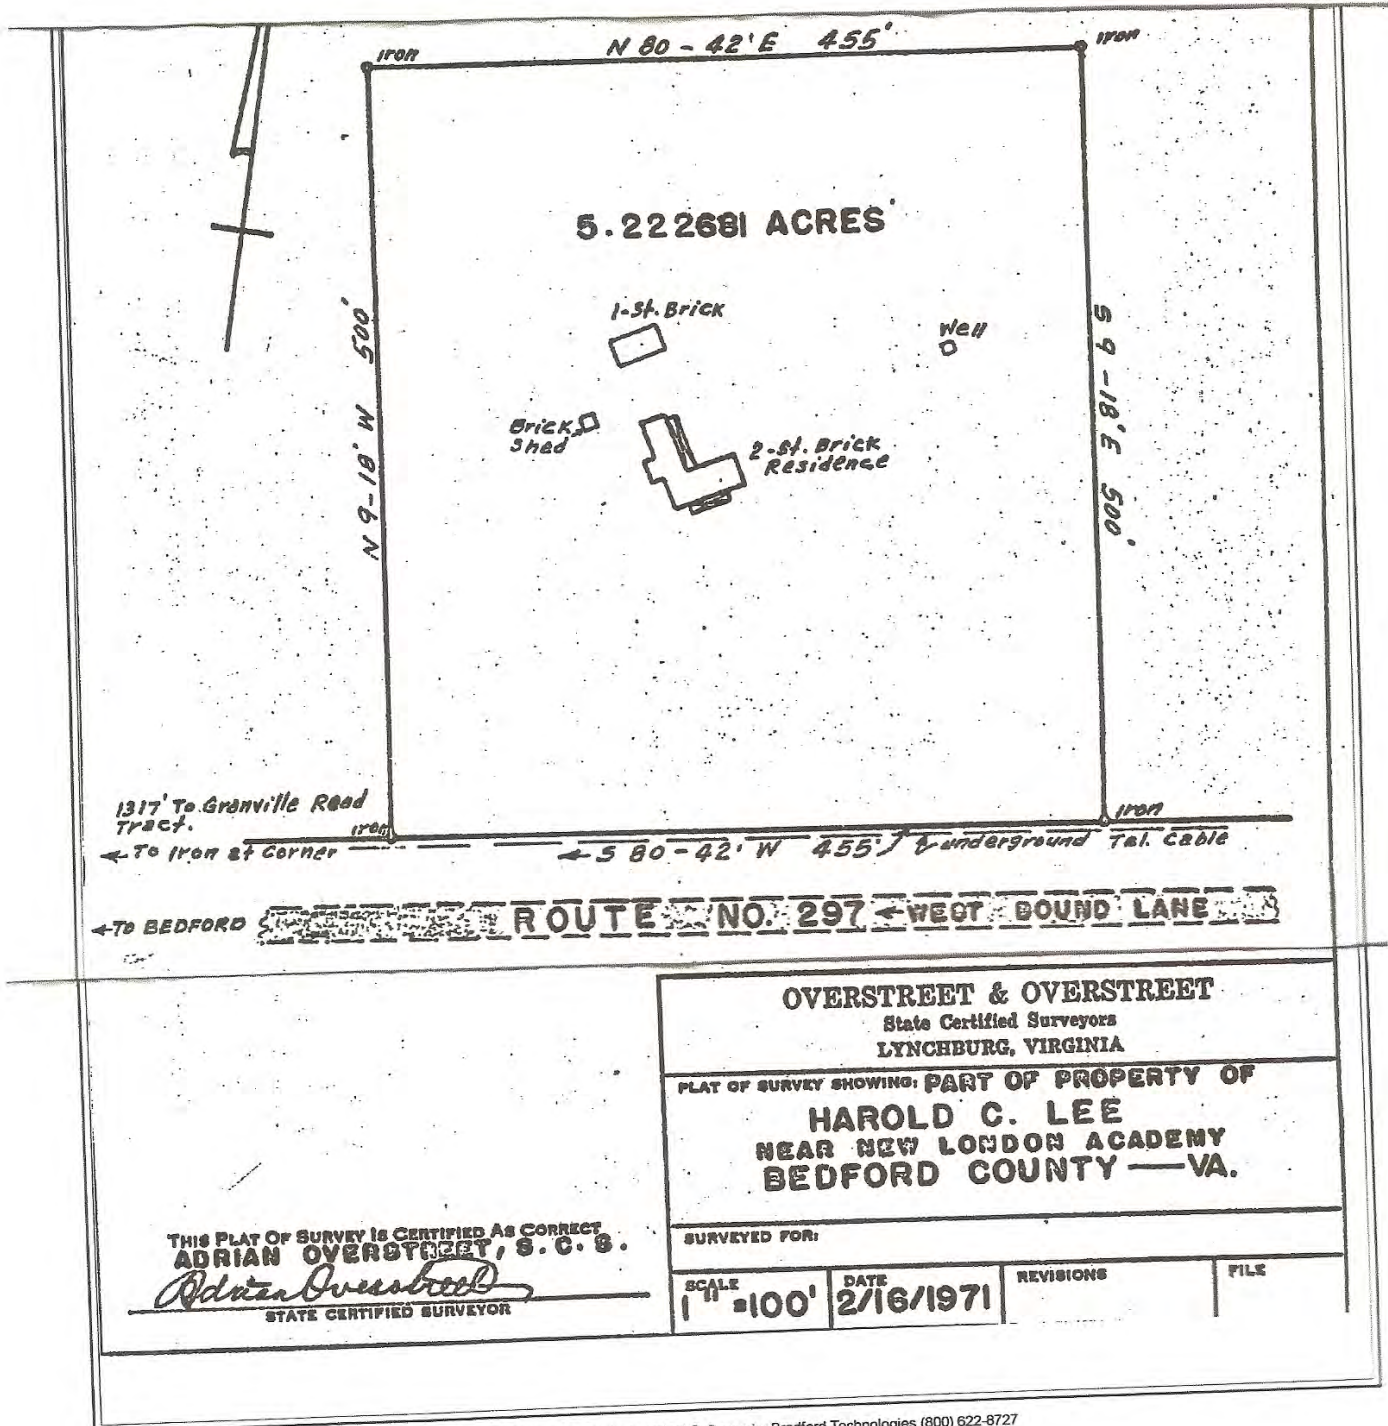 Iron
N 80-42' E 455'
Iron
5.222681 ACRES
1-St. Brick
Well
Brick
Shed
2-St. Brick
Residence
N 9-18' W 500'
S 9-18' E 500'
1317' To Granville Read
Tract.
Iron
Iron
← To Iron at Corner
← S 80-42' W 455'
underground Tel. Cable
← TO BEDFORD
ROUTE NO. 297 ← WEST BOUND LANE
OVERSTREET & OVERSTREET
State Certified Surveyors
LYNCHBURG, VIRGINIA
PLAT OF SURVEY SHOWING: PART OF PROPERTY OF
HAROLD C. LEE
NEAR NEW LONDON ACADEMY
BEDFORD COUNTY — VA.
THIS PLAT OF SURVEY IS CERTIFIED AS CORRECT
ADRIAN OVERSTREET, S. C. S.
Adrian Overstreet
STATE CERTIFIED SURVEYOR
SURVEYED FOR:
SCALE
1" = 100'
DATE
2/16/1971
REVISIONS
FILE
Bradford Technologies (800) 622-8727